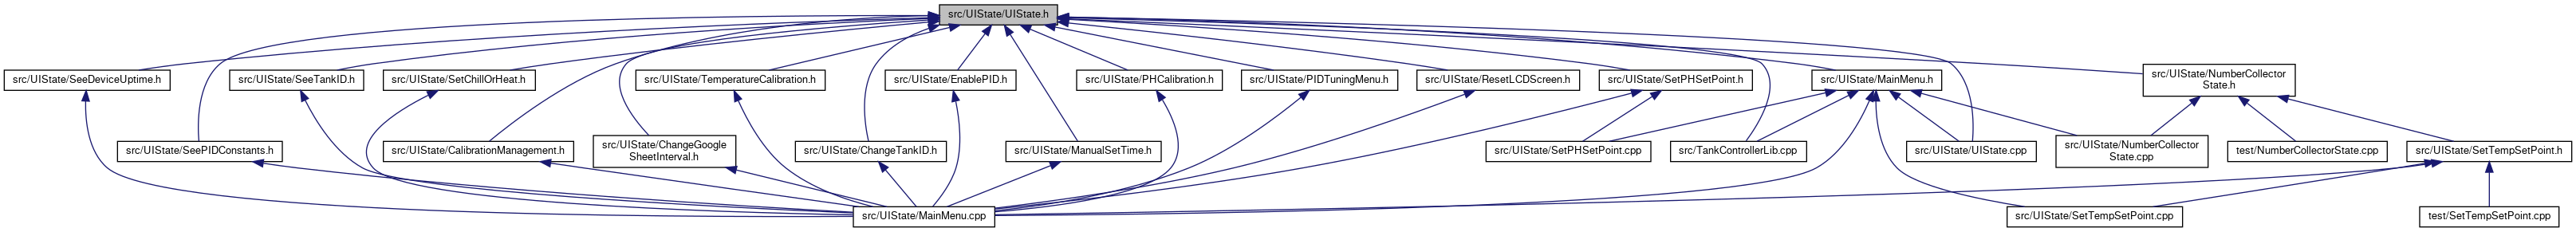 src/UIState/UIState.h
src/UIState/SeeDeviceUptime.h
src/UIState/SeeTankID.h
src/UIState/SetChillOrHeat.h
src/UIState/TemperatureCalibration.h
src/UIState/EnablePID.h
src/UIState/PHCalibration.h
src/UIState/PIDTuningMenu.h
src/UIState/ResetLCDScreen.h
src/UIState/SetPHSetPoint.h
src/UIState/MainMenu.h
src/UIState/NumberCollector
State.h
src/UIState/SeePIDConstants.h
src/UIState/CalibrationManagement.h
src/UIState/ChangeGoogle
SheetInterval.h
src/UIState/ChangeTankID.h
src/UIState/ManualSetTime.h
src/UIState/SetPHSetPoint.cpp
src/TankControllerLib.cpp
src/UIState/UIState.cpp
src/UIState/NumberCollector
State.cpp
test/NumberCollectorState.cpp
src/UIState/SetTempSetPoint.h
src/UIState/MainMenu.cpp
src/UIState/SetTempSetPoint.cpp
test/SetTempSetPoint.cpp